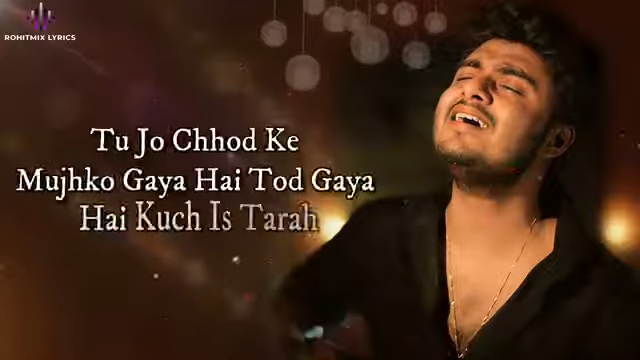 ROHITMIX LYRICS
Tu Jo Chhod Ke
Mujhko Gaya Hai Tod Gaya
Hai Kuch Is Tarah